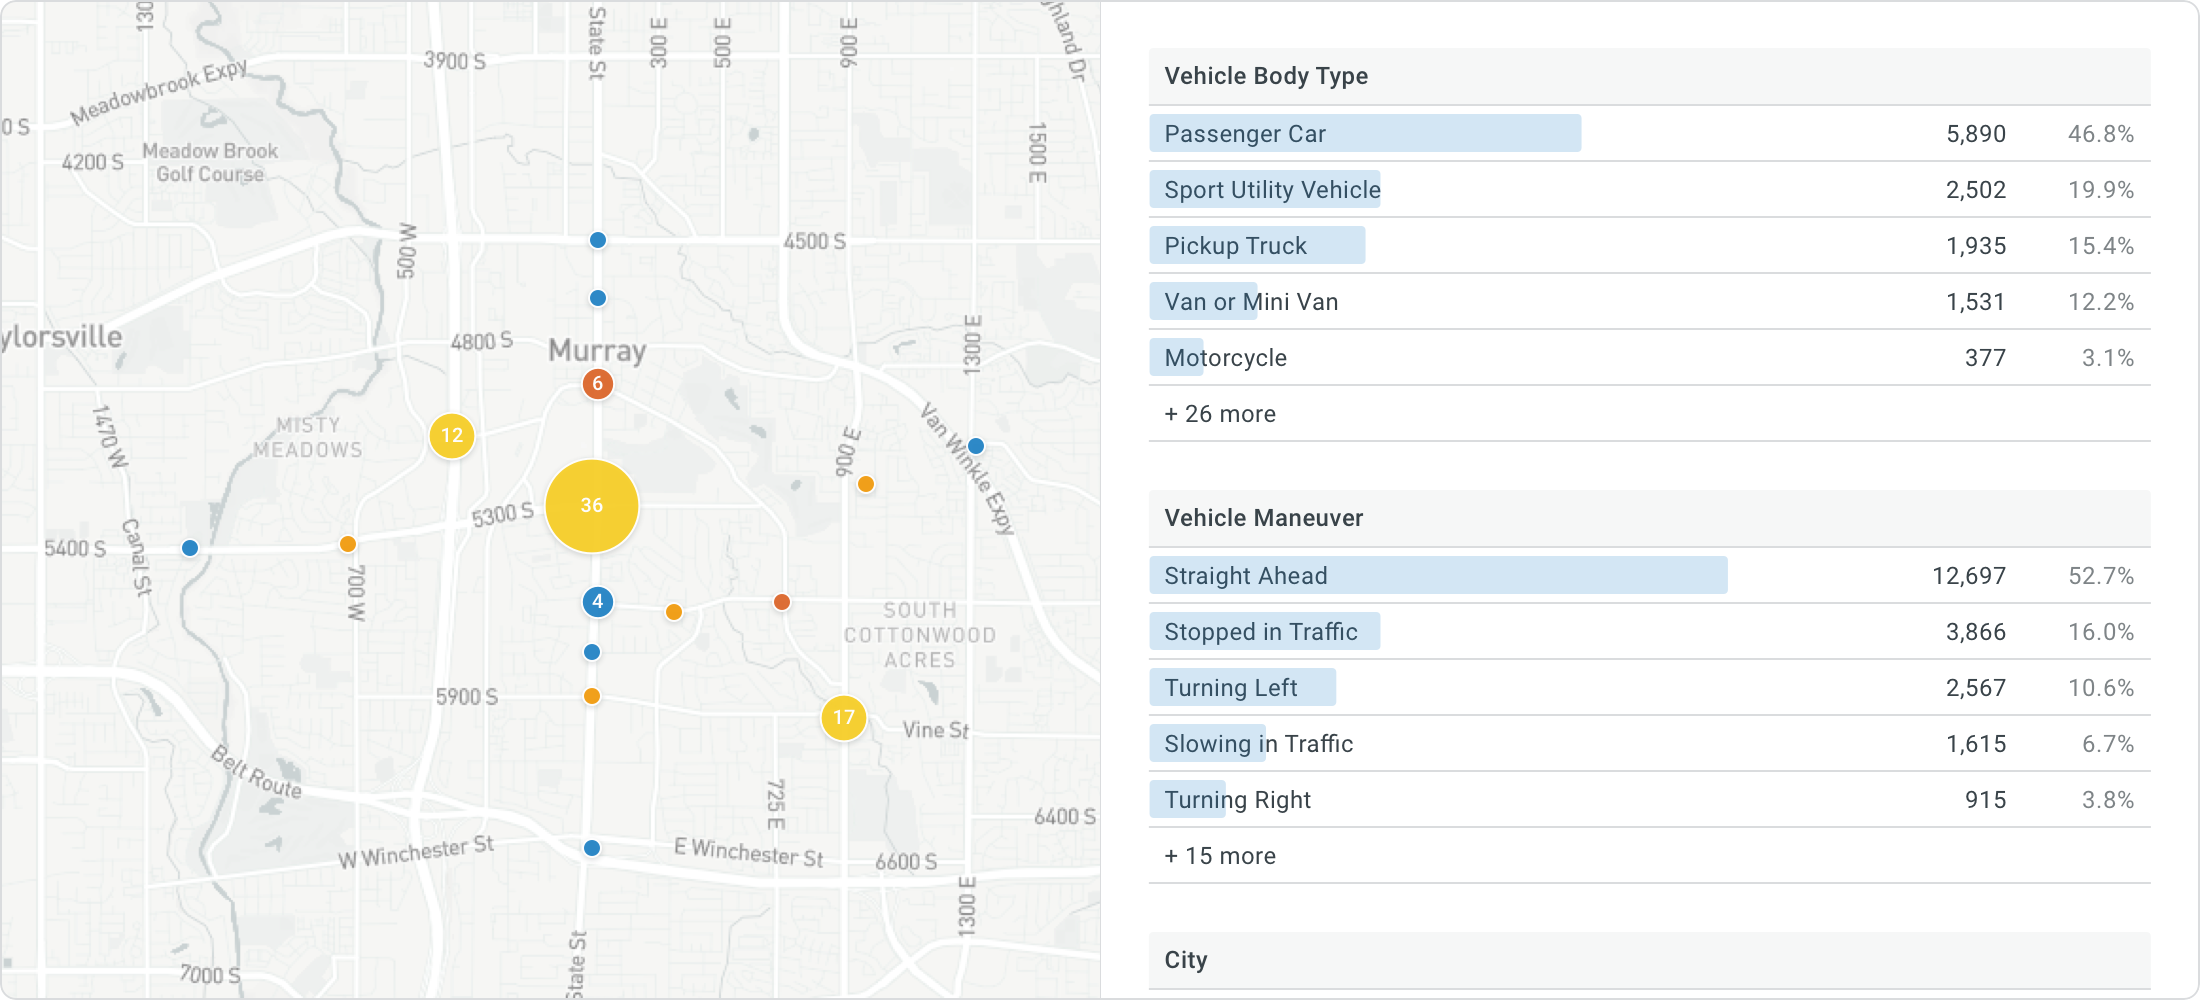 130
State St
300 E
500 E
900 E
hland Dr
3900 S
Meadowbrook Expy
0 S
1500 E
4200 S
Meadow Brook
Golf Course
500 W
4500 S
ylorsville
4800 S
Murray
1300 E
6
1470 W
MISTY
MEADOWS
12
Van Winkle Expy
900 E
36
5300 S
Canal St
5400 S
700 W
4
SOUTH
COTTONWOOD
ACRES
5900 S
17
Vine St
Belt Route
725 E
6400 S
W Winchester St
E Winchester St
6600 S
1300 E
State St
7000 S
Vehicle Body Type
Passenger Car 5,890 46.8%
Sport Utility Vehicle 2,502 19.9%
Pickup Truck 1,935 15.4%
Van or Mini Van 1,531 12.2%
Motorcycle 377 3.1%
+ 26 more
Vehicle Maneuver
Straight Ahead 12,697 52.7%
Stopped in Traffic 3,866 16.0%
Turning Left 2,567 10.6%
Slowing in Traffic 1,615 6.7%
Turning Right 915 3.8%
+ 15 more
City